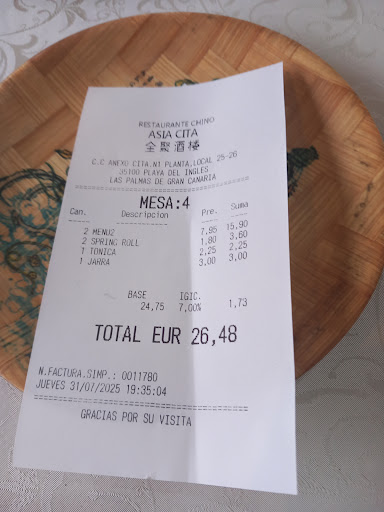 RESTAURANTE CHINO
ASIA CITA
全聚酒樓
C.C ANEXO CITA.N1 PLANTA,LOCAL 25-26
35100 PLAYA DEL INGLES
LAS PALMAS DE GRAN CANARIA
MESA:4
Can. Descripcion Pre. Suma
2 MENU2 7,95 15,90
2 SPRING ROLL 1,80 3,60
1 TONICA 2,25 2,25
1 JARRA 3,00 3,00
BASE IGIC.
24,75 7,00% 1,73
TOTAL EUR 26,48
N.FACTURA.SIMP.: 0011780
JUEVES 31/07/2025 19:35:04
GRACIAS POR SU VISITA